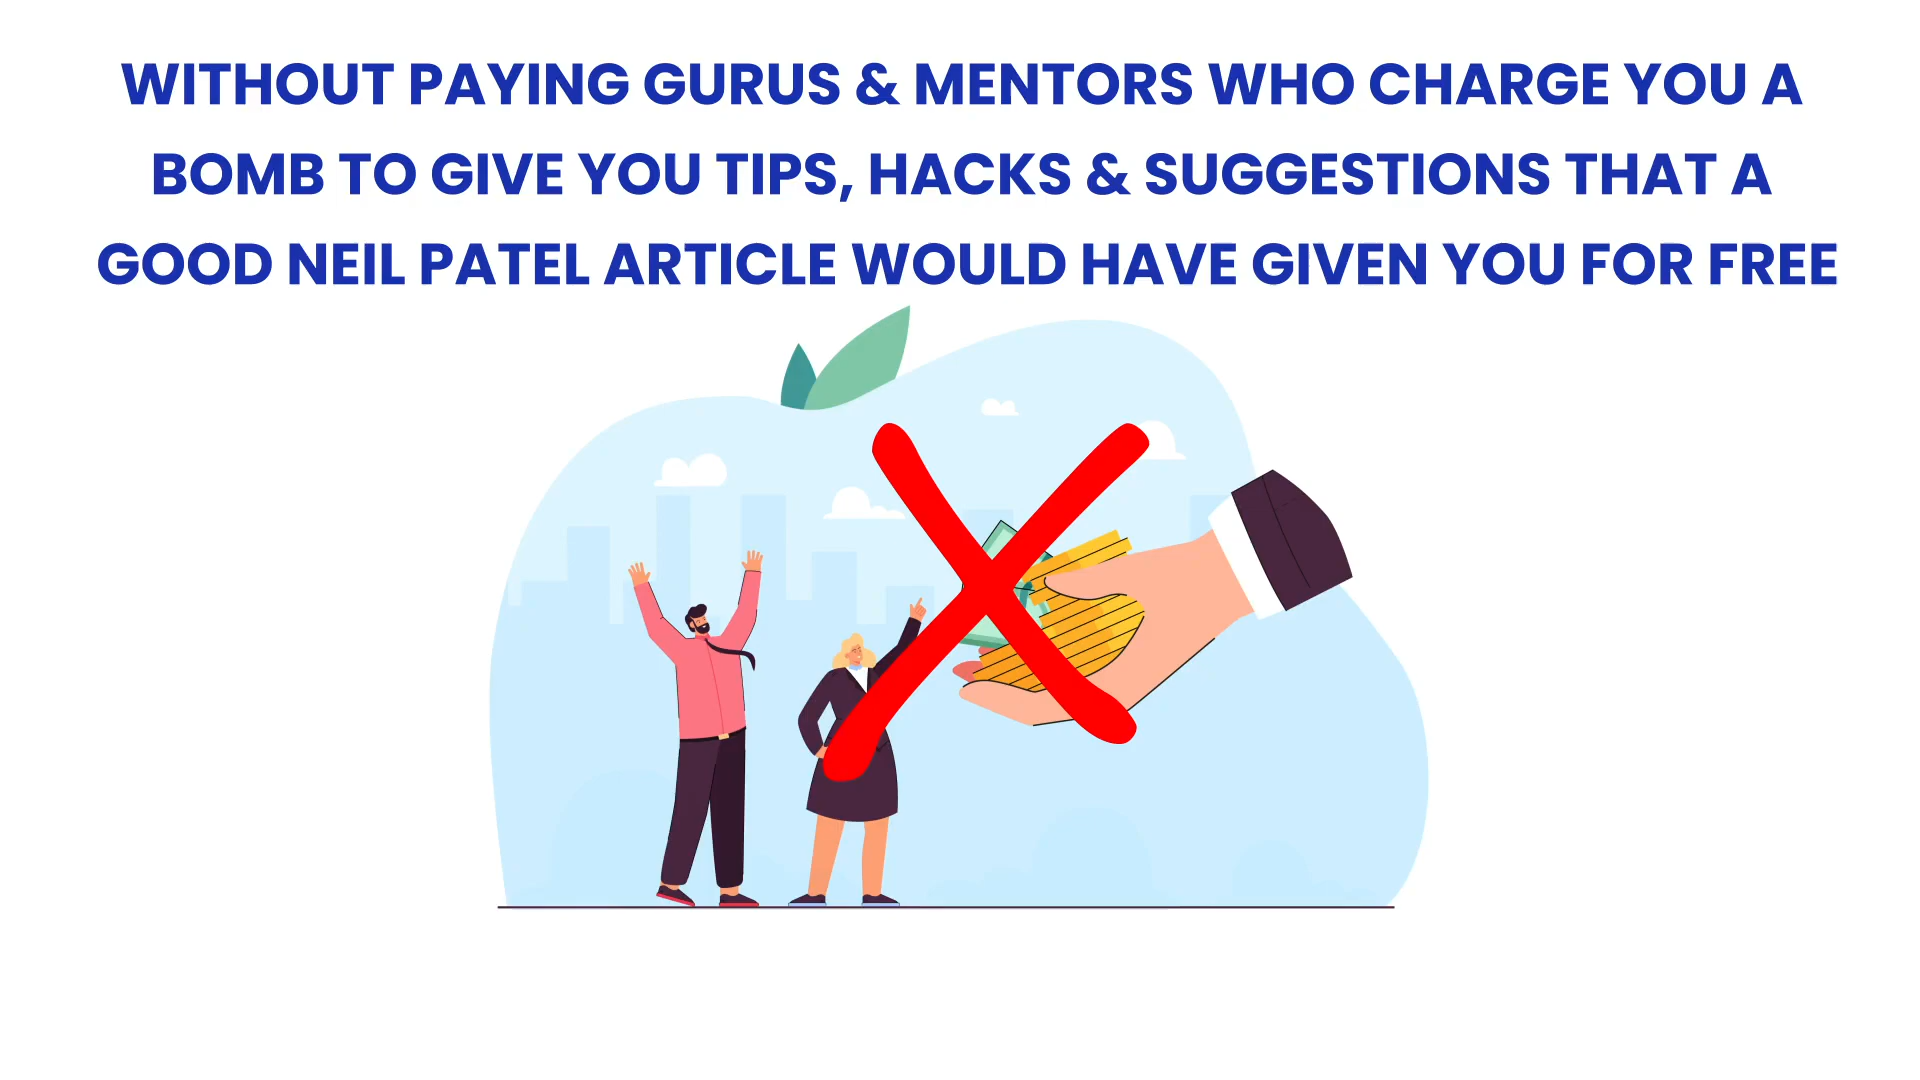 WITHOUT PAYING GURUS & MENTORS WHO CHARGE YOU A
BOMB TO GIVE YOU TIPS, HACKS & SUGGESTIONS THAT A
GOOD NEIL PATEL ARTICLE WOULD HAVE GIVEN YOU FOR FREE